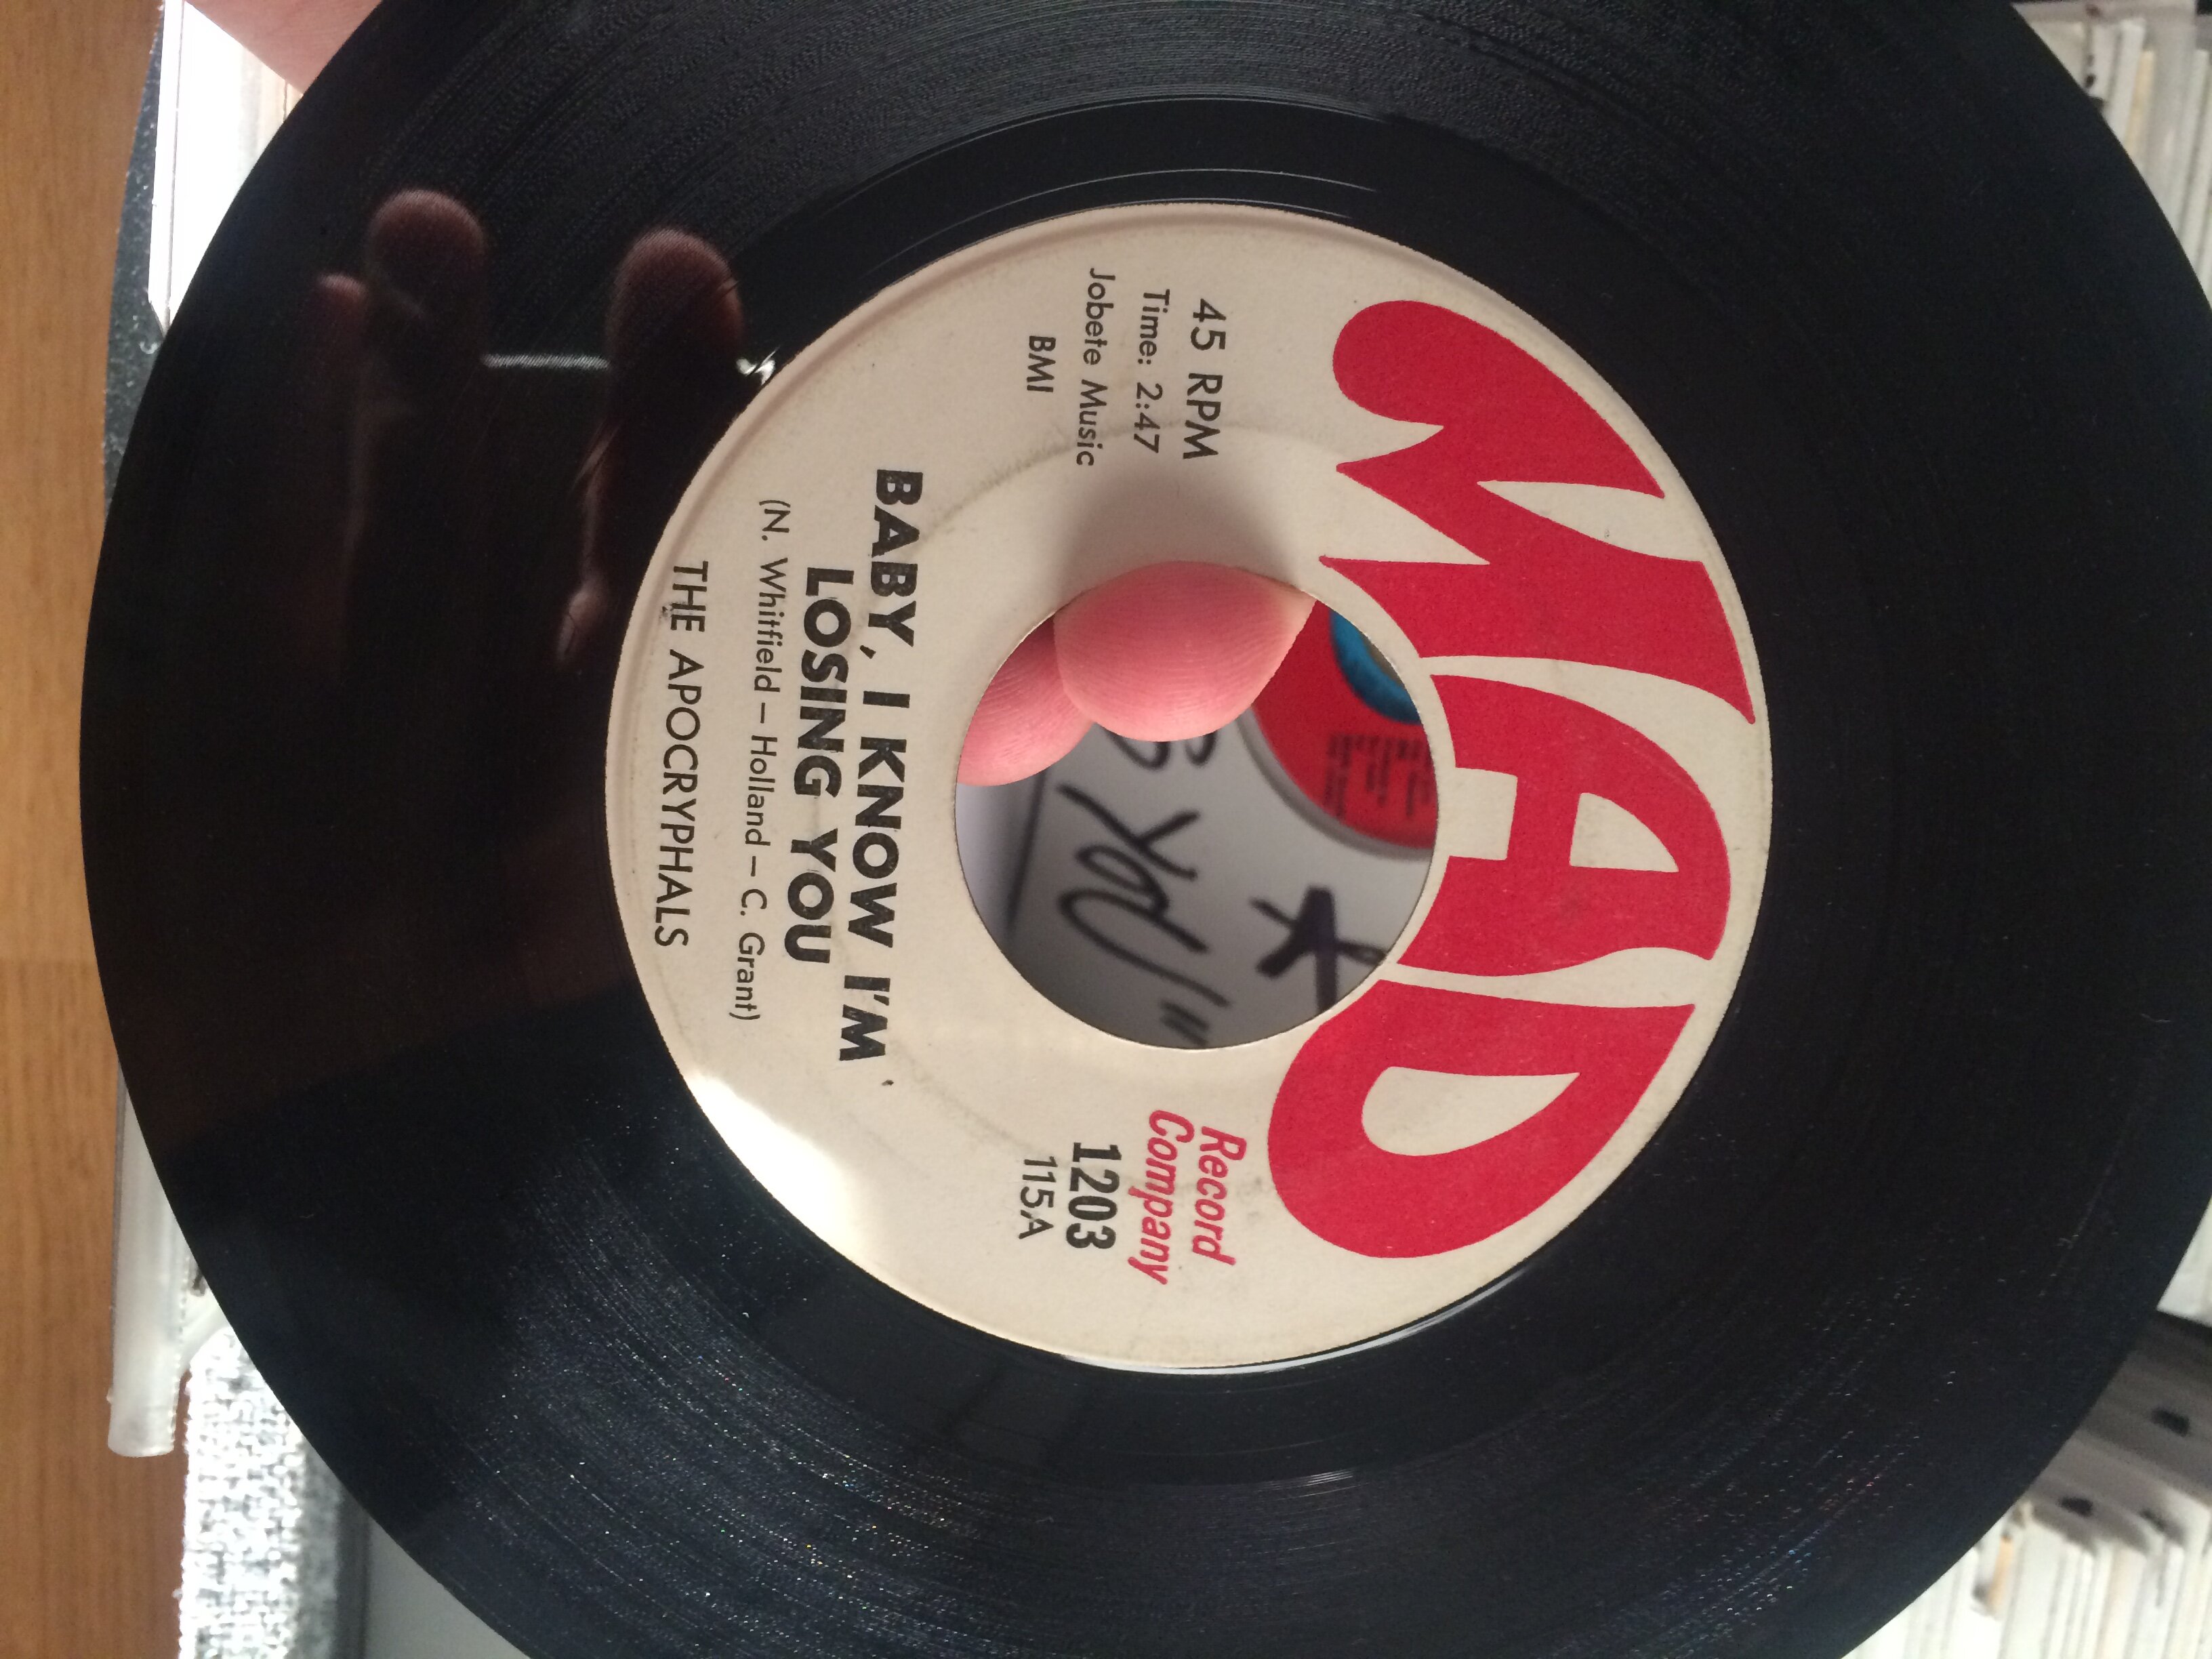 MAD
Record
Company
45 RPM
Time: 2:47
Jobete Music
BMI
1203
115A
BABY, I KNOW I'M
LOSING YOU
(N. Whitfield – Holland – C. Grant)
THE APOCRYPHALS
YOU"